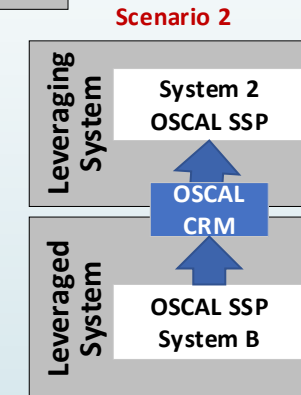 Scenario 2
Leveraging
System
System 2
OSCAL SSP
OSCAL
CRM
Leveraged
System
OSCAL SSP
System B